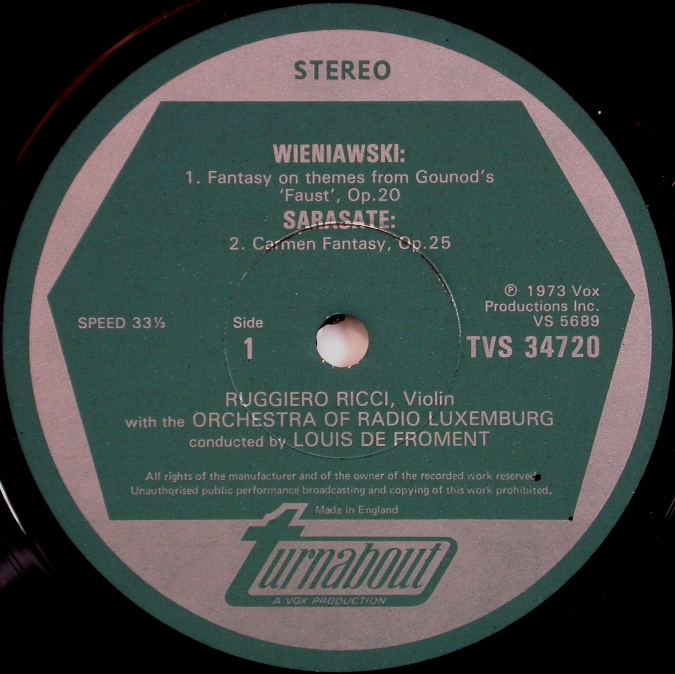 STEREO
WIENIAWSKI:
1. Fantasy on themes from Gounod's
'Faust', Op.20
SARASATE:
2. Carmen Fantasy, Op.25
℗ 1973 Vox
Productions Inc.
VS 5689
SPEED 33⅓
Side
1
TVS 34720
RUGGIERO RICCI, Violin
with the ORCHESTRA OF RADIO LUXEMBURG
conducted by LOUIS DE FROMENT
All rights of the manufacturer and of the owner of the recorded work reserved
Unauthorised public performance broadcasting and copying of this work prohibited.
Made in England
turnabout
A VOX PRODUCTION